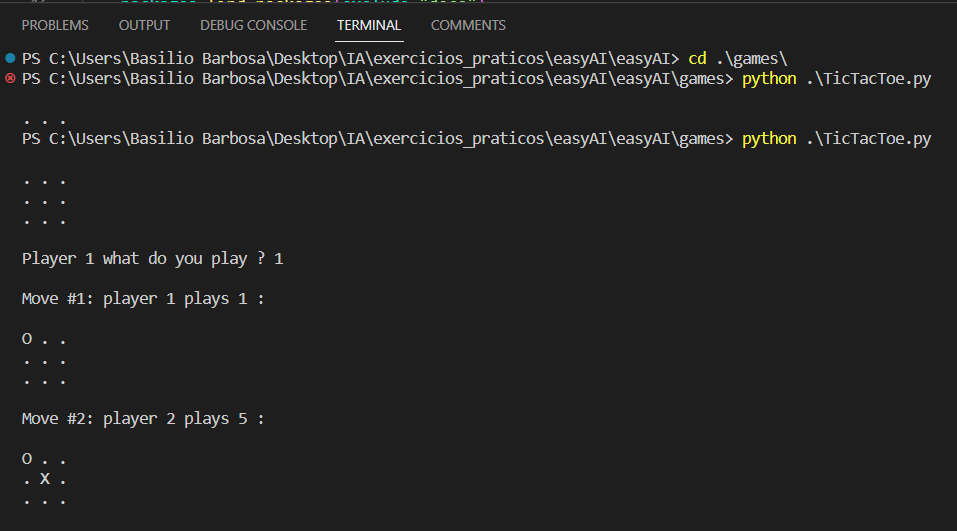 PROBLEMS OUTPUT DEBUG CONSOLE TERMINAL COMMENTS
PS C:\Users\Basilio Barbosa\Desktop\IA\exercicios_praticos\easyAI\easyAI> cd .\games\
PS C:\Users\Basilio Barbosa\Desktop\IA\exercicios_praticos\easyAI\easyAI\games> python .\TicTacToe.py
. . .
PS C:\Users\Basilio Barbosa\Desktop\IA\exercicios_praticos\easyAI\easyAI\games> python .\TicTacToe.py
. . .
. . .
. . .
Player 1 what do you play ? 1
Move #1: player 1 plays 1 :
O . .
. . .
. . .
Move #2: player 2 plays 5 :
O . .
. X .
. . .